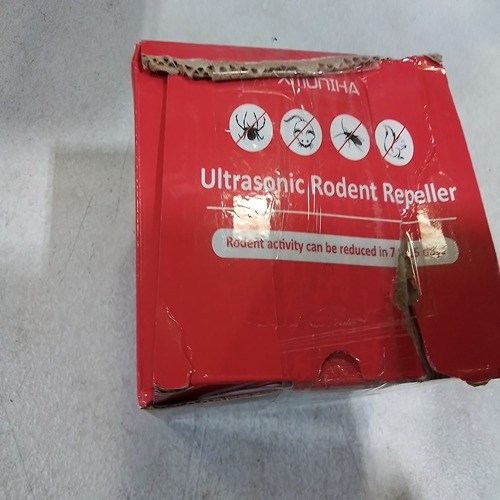 Ultrasonic Rodent Repeller
Rodent activity can be reduced in 7